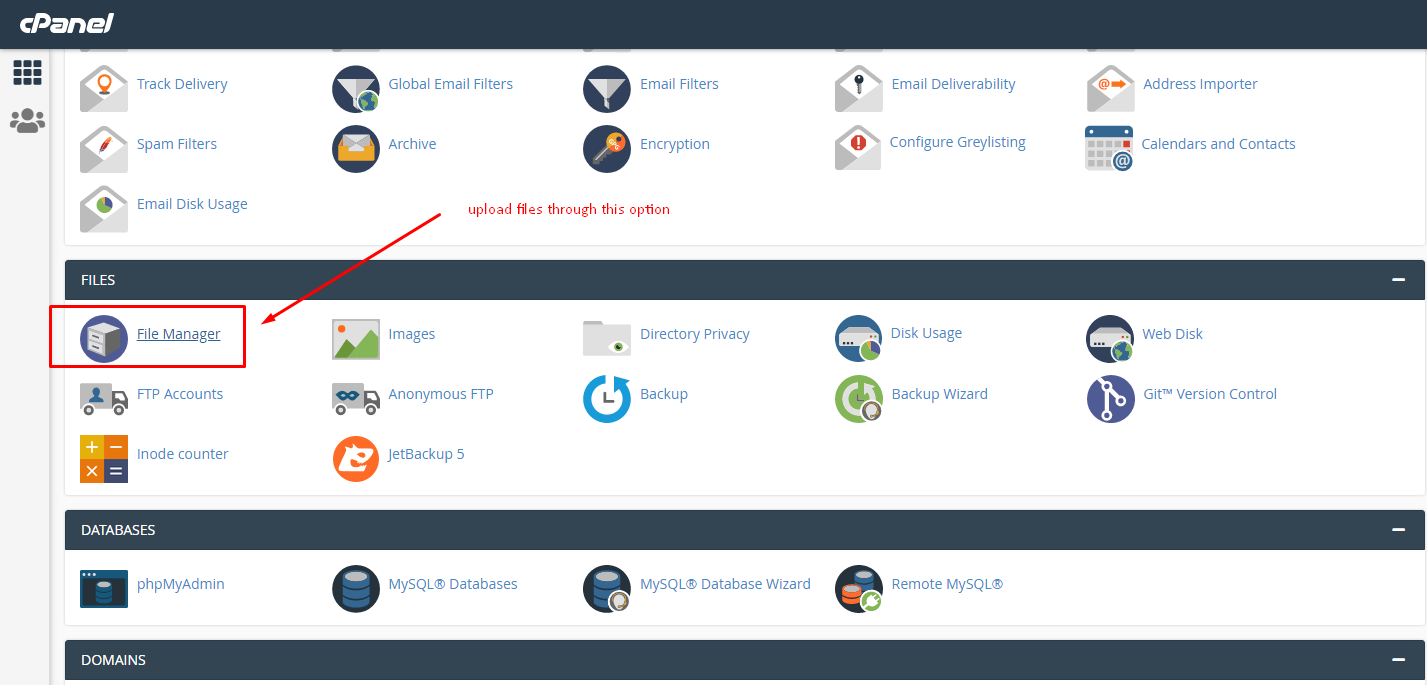 cPanel
Track Delivery
Global Email Filters
Email Filters
Email Deliverability
Address Importer
Spam Filters
Archive
Encryption
Configure Greylisting
Calendars and Contacts
Email Disk Usage
upload files through this option
FILES
File Manager
Images
Directory Privacy
Disk Usage
Web Disk
FTP Accounts
Anonymous FTP
Backup
Backup Wizard
Git™ Version Control
Inode counter
JetBackup 5
DATABASES
phpMyAdmin
MySQL® Databases
MySQL® Database Wizard
Remote MySQL®
DOMAINS